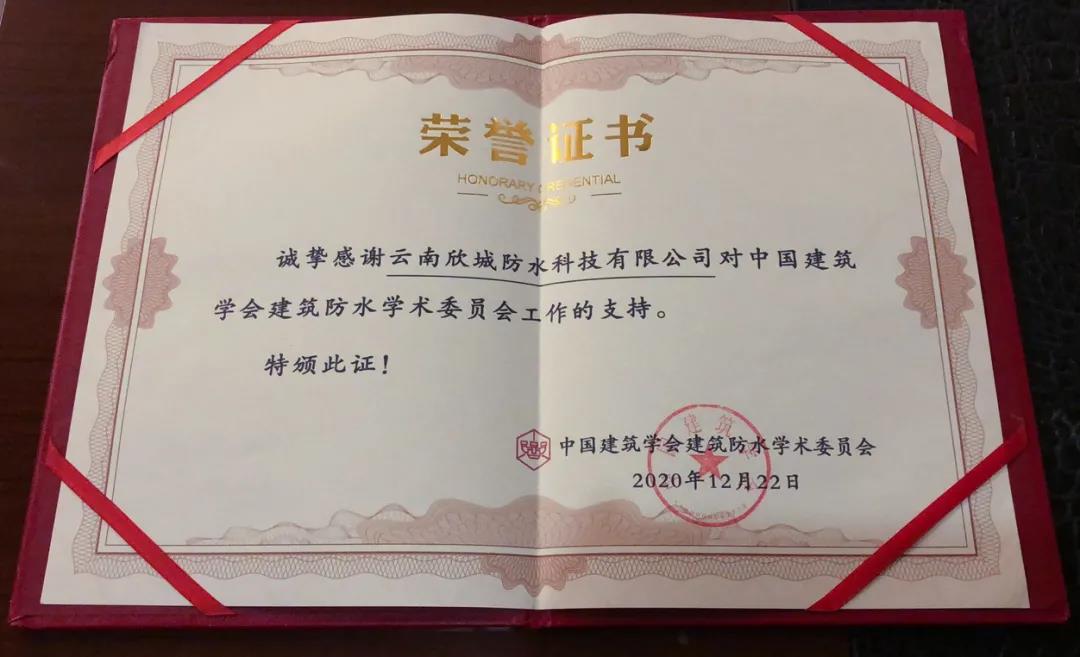 荣誉证书
HONORARY CREDENTIAL
诚挚感谢云南欣城防水科技有限公司对中国建筑
学会建筑防水学术委员会工作的支持。
特颁此证!
中国建筑学会建筑防水学术委员会
2020年12月22日